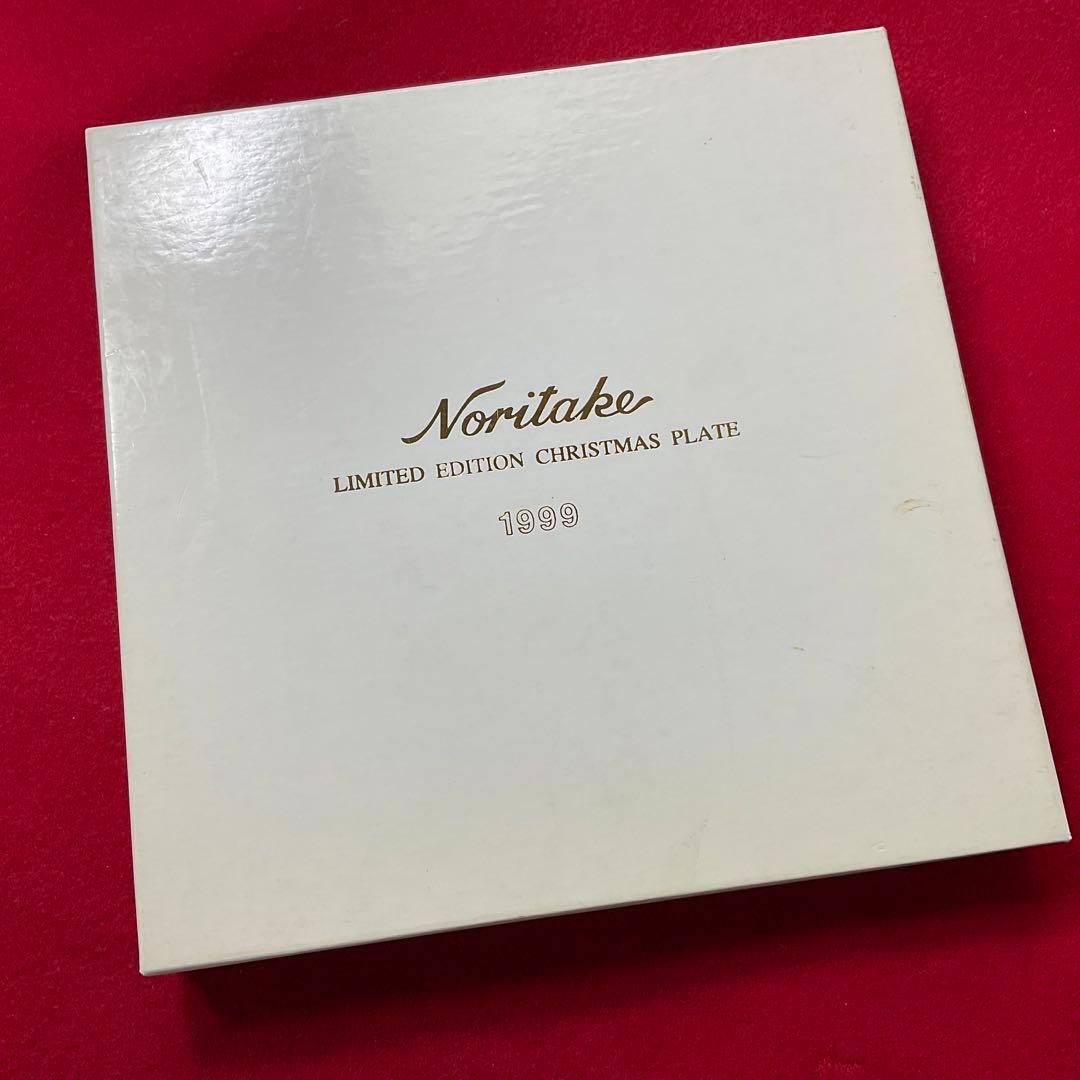 Noritake
LIMITED EDITION CHRISTMAS PLATE
1999